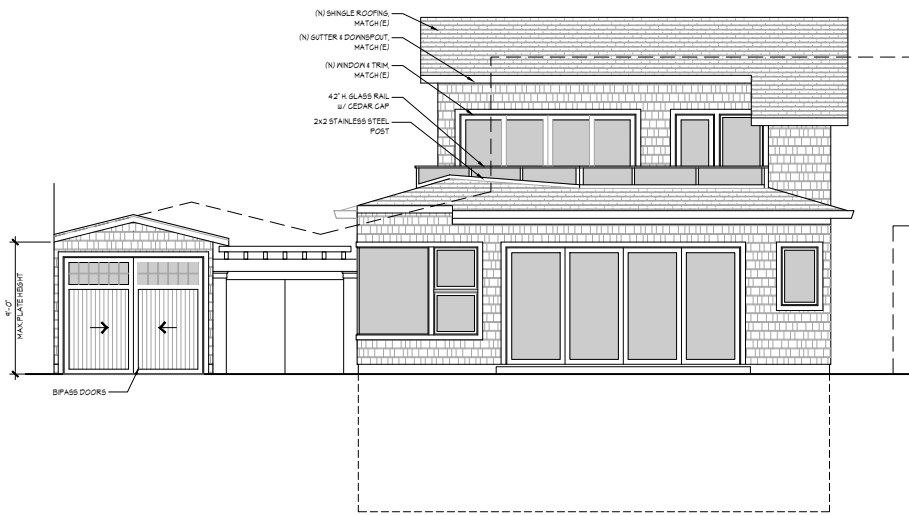 (N) SHINGLE ROOFING,
MATCH (E)
(N) GUTTER & DOWNSPOUT,
MATCH (E)
(N) WINDOW & TRIM,
MATCH (E)
42" H. GLASS RAIL
W/ CEDAR CAP
2x2 STAINLESS STEEL
POST
9'-0"
MAX. PLATE HEIGHT
BIPASS DOORS